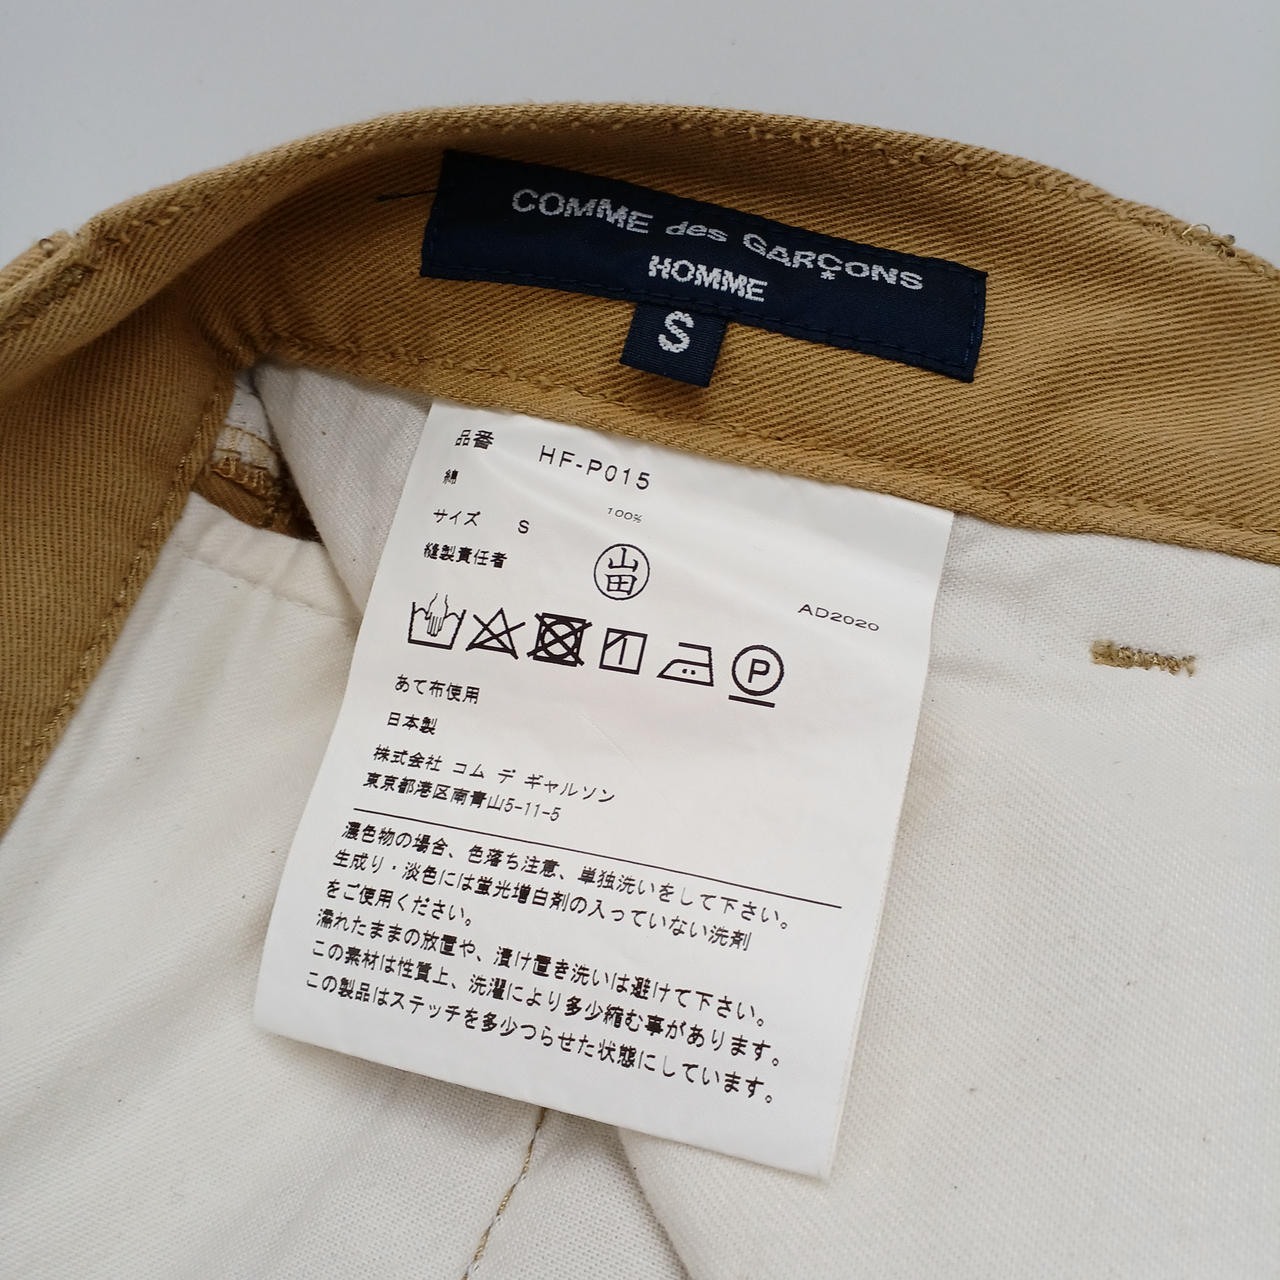 COMME des GARÇONS
*
HOMME
S
品番 HF-P015
綿 100%
サイズ S
縫製責任者 山田
AD2020
P
あて布使用
日本製
株式会社 コム デ ギャルソン
東京都港区南青山5-11-5
濃色物の場合、色落ち注意、単独洗いをして下さい。
生成り・淡色には蛍光増白剤の入っていない洗剤
をご使用ください。
濡れたままの放置や、漬け置き洗いは避けて下さい。
この素材は性質上、洗濯により多少縮む事があります。
この製品はステッチを多少つらせた状態にしています。